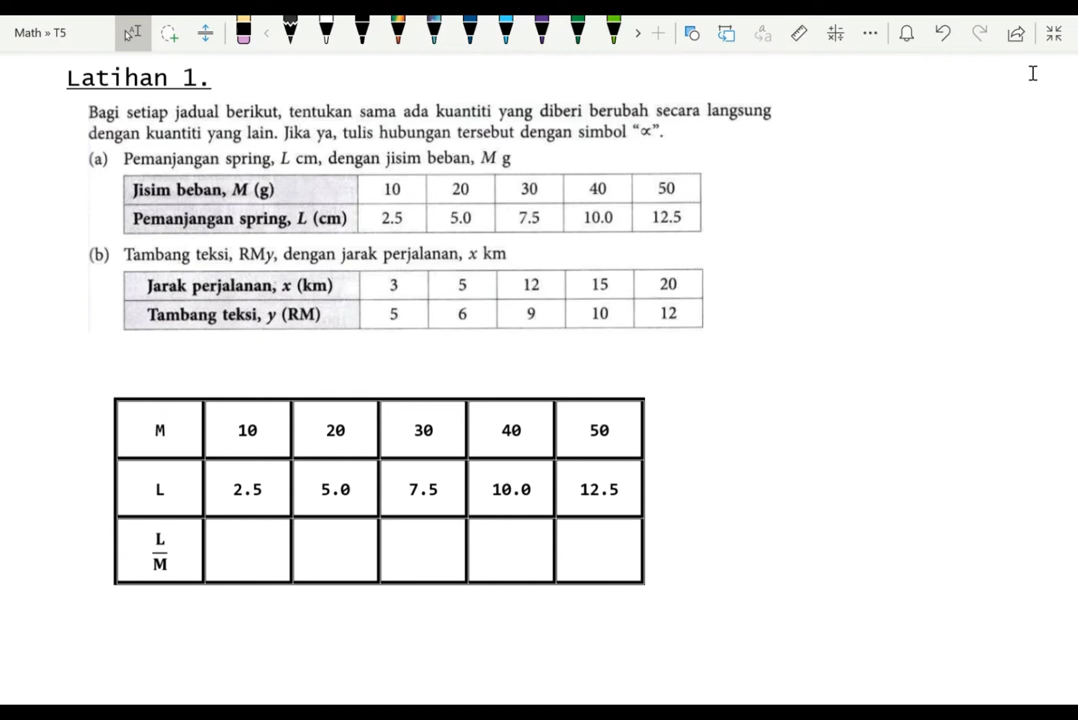 Math » T5
Latihan 1.
Bagi setiap jadual berikut, tentukan sama ada kuantiti yang diberi berubah secara langsung
dengan kuantiti yang lain. Jika ya, tulis hubungan tersebut dengan simbol “∝”.
(a) Pemanjangan spring, L cm, dengan jisim beban, M g
Jisim beban, M (g) 10 20 30 40 50
Pemanjangan spring, L (cm) 2.5 5.0 7.5 10.0 12.5
(b) Tambang teksi, RMy, dengan jarak perjalanan, x km
Jarak perjalanan, x (km) 3 5 12 15 20
Tambang teksi, y (RM) 5 6 9 10 12
M 10 20 30 40 50
L 2.5 5.0 7.5 10.0 12.5
L
M